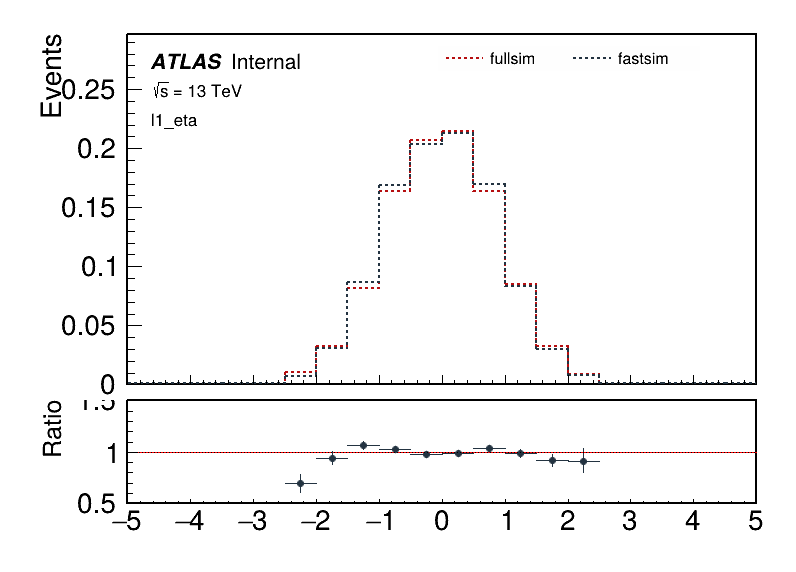 Events
ATLAS Internal
√s = 13 TeV
l1_eta
fullsim
fastsim
0.25
0.2
0.15
0.1
0.05
0
Ratio
1.5
1
0.5
−5 −4 −3 −2 −1 0 1 2 3 4 5